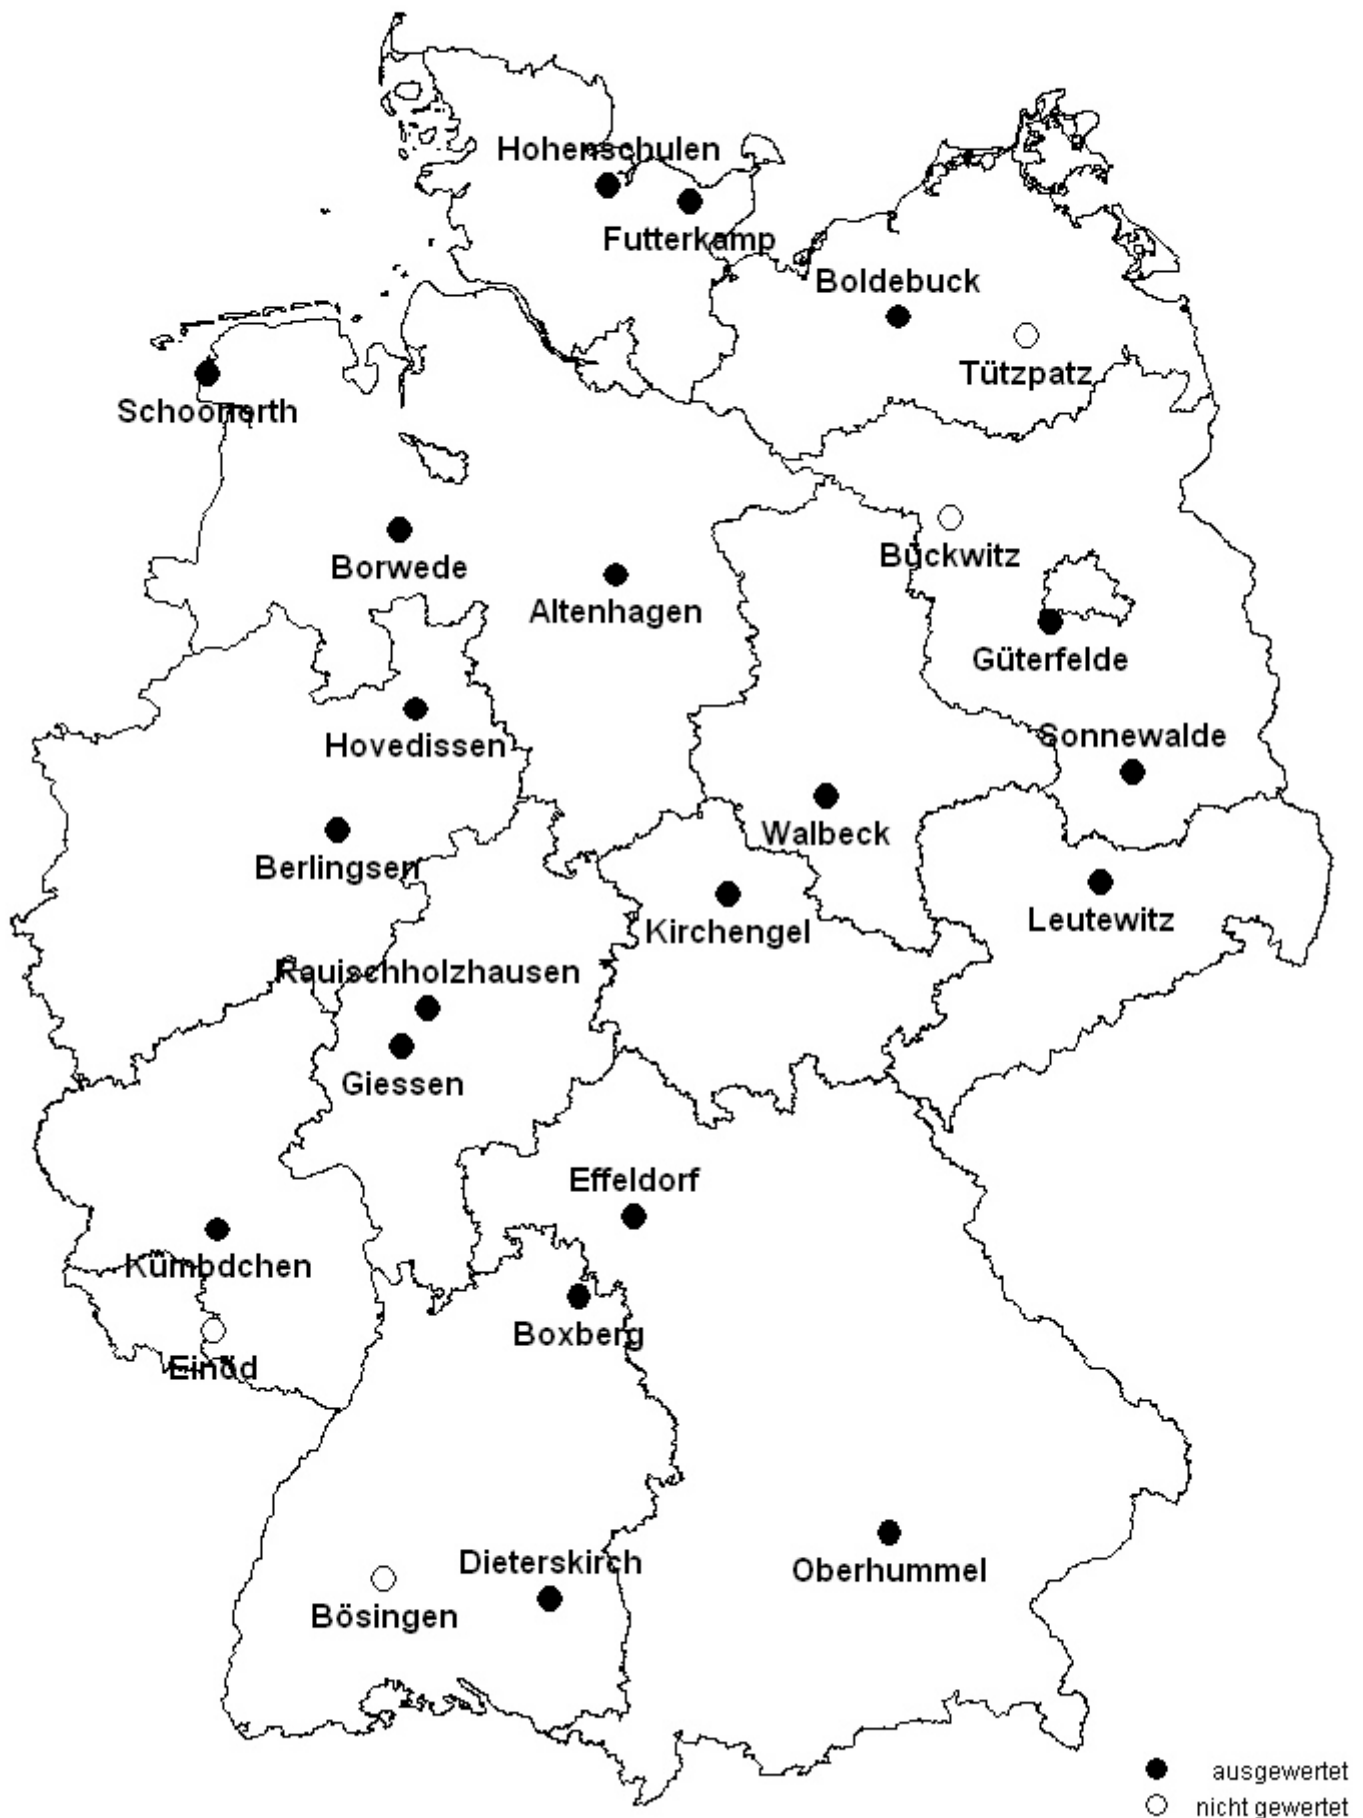 Hohenschulen
Futterkamp
Boldebuck
Tützpatz
Schoonorth
Bückwitz
Borwede
Altenhagen
Güterfelde
Sonnewalde
Hovedissen
Walbeck
Berlingsen
Leutewitz
Kirchengel
Rauischholzhausen
Giessen
Effeldorf
Kümbdchen
Boxberg
Einöd
Dieterskirch
Oberhummel
Bösingen
ausgewertet
nicht gewertet